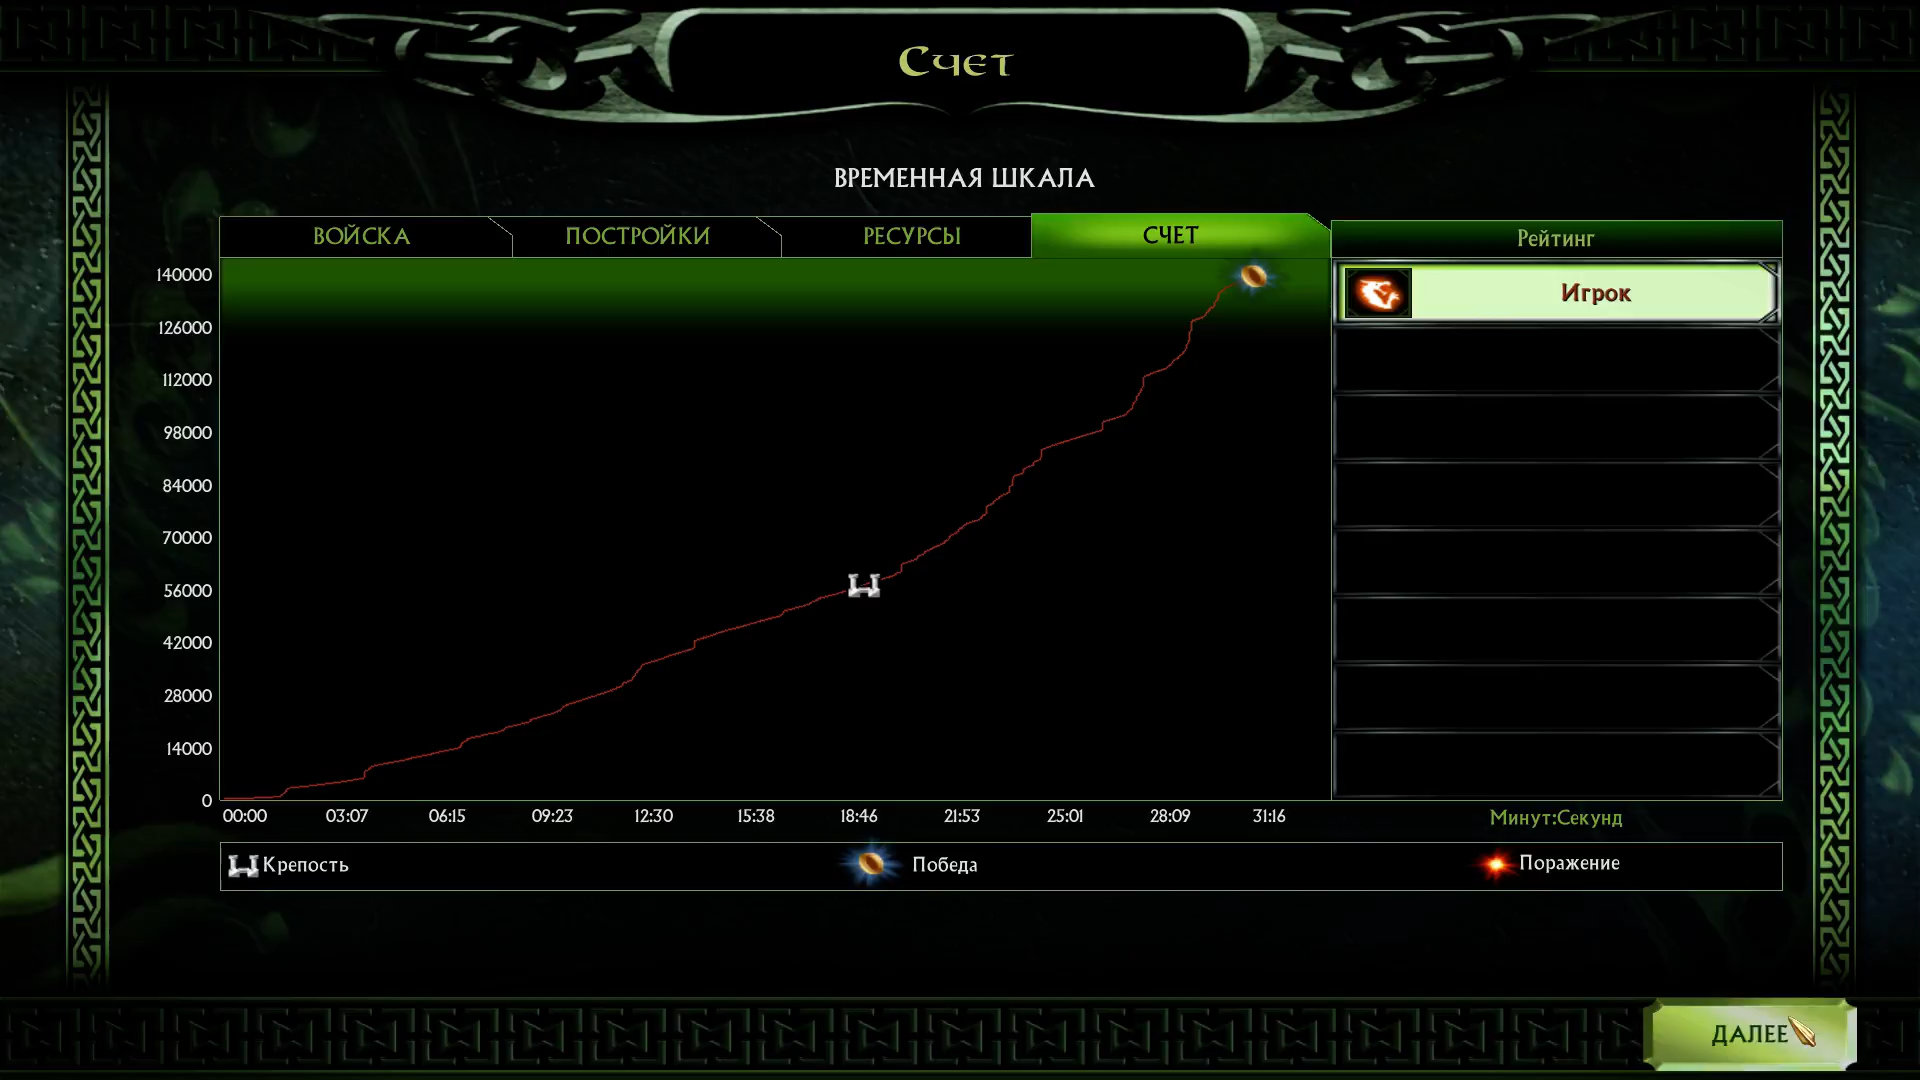 Счет
ВРЕМЕННАЯ ШКАЛА
ВОЙСКА
ПОСТРОЙКИ
РЕСУРСЫ
СЧЕТ
Рейтинг
Игрок
140000
126000
112000
98000
84000
70000
56000
42000
28000
14000
0
00:00 03:07 06:15 09:23 12:30 15:38 18:46 21:53 25:01 28:09 31:16
Минут:Секунд
Крепость
Победа
Поражение
ДАЛЕЕ